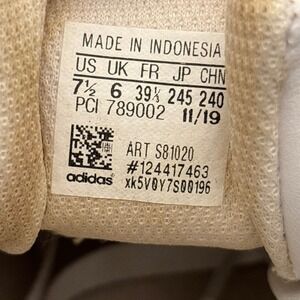 MADE IN INDONESIA
US UK FR JP CHN
7½ 6 39⅓ 245 240
PCI 789002 11/19
ART S81020
#124417463
adidas xk5V0Y7S00196